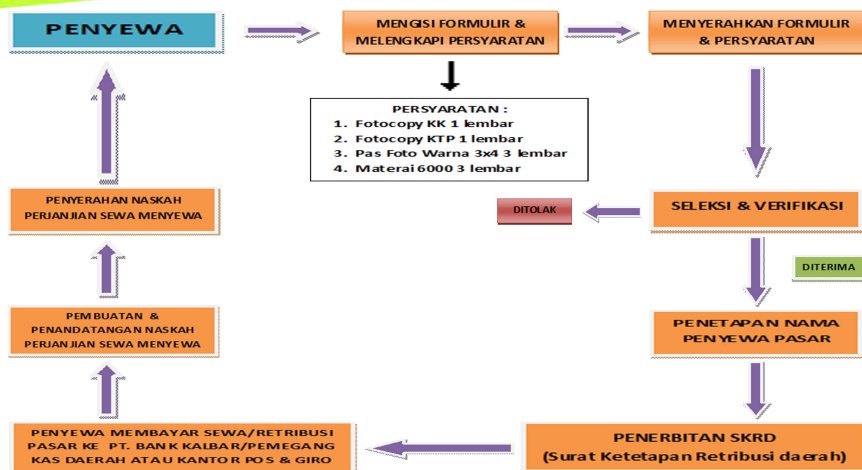 PENYEWA
MENGISI FORMULIR &
MELENGKAPI PERSYARATAN
MENYERAHKAN FORMULIR
& PERSYARATAN
PERSYARATAN :
1. Fotocopy KK 1 lembar
2. Fotocopy KTP 1 lembar
3. Pas Foto Warna 3x4 3 lembar
4. Materai 6000 3 lembar
SELEKSI & VERIFIKASI
DITOLAK
DITERIMA
PENETAPAN NAMA
PENYEWA PASAR
PENERBITAN SKRD
(Surat Ketetapan Retribusi daerah)
PENYEWA MEMBAYAR SEWA/RETRIBUSI
PASAR KE PT. BANK KALBAR/PEMEGANG
KAS DAERAH ATAU KANTOR POS & GIRO
PEMBUATAN &
PENANDATANGAN NASKAH
PERJANJIAN SEWA MENYEWA
PENYERAHAN NASKAH
PERJANJIAN SEWA MENYEWA